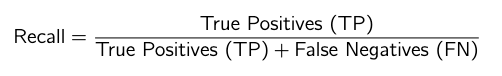 Recall = True Positives (TP) / True Positives (TP) + False Negatives (FN)